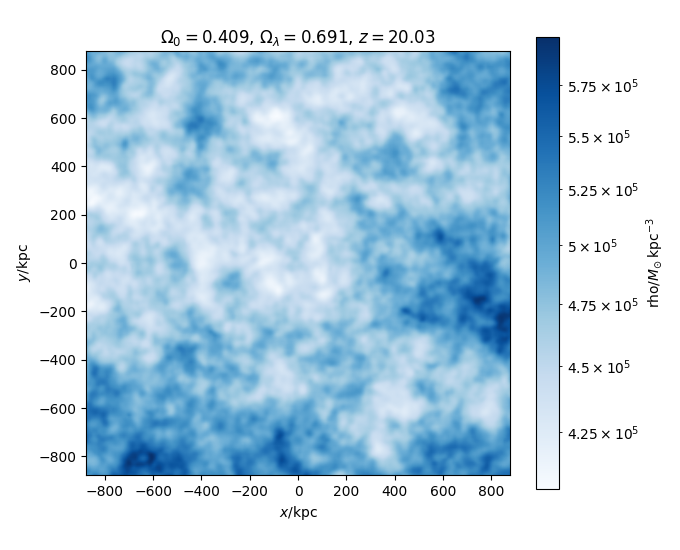 Ω₀ = 0.409, Ω_λ = 0.691, z = 20.03
800
600
400
200
0
−200
−400
−600
−800
y/kpc
−800 −600 −400 −200 0 200 400 600 800
x/kpc
5.75 × 10⁵
5.5 × 10⁵
5.25 × 10⁵
5 × 10⁵
4.75 × 10⁵
4.5 × 10⁵
4.25 × 10⁵
rho/M_⊙ kpc⁻³